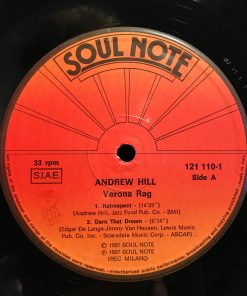 SOUL NOTE
33 rpm
S.I.A.E.
ANDREW HILL
Verona Rag
121 110-1
Side A
1. Retrospect - (14'25")
(Andrew Hill, Jazz Fund Pub. Co. - BMI)
2. Darn That Dream - (6'14")
(Edgar De Lange-Jimmy Van Heusen, Lewis Music
Pub. Co. Inc. - Scarsdale Music Corp. - ASCAP)
© 1987 SOUL NOTE
℗ 1987 SOUL NOTE
IREC MILANO